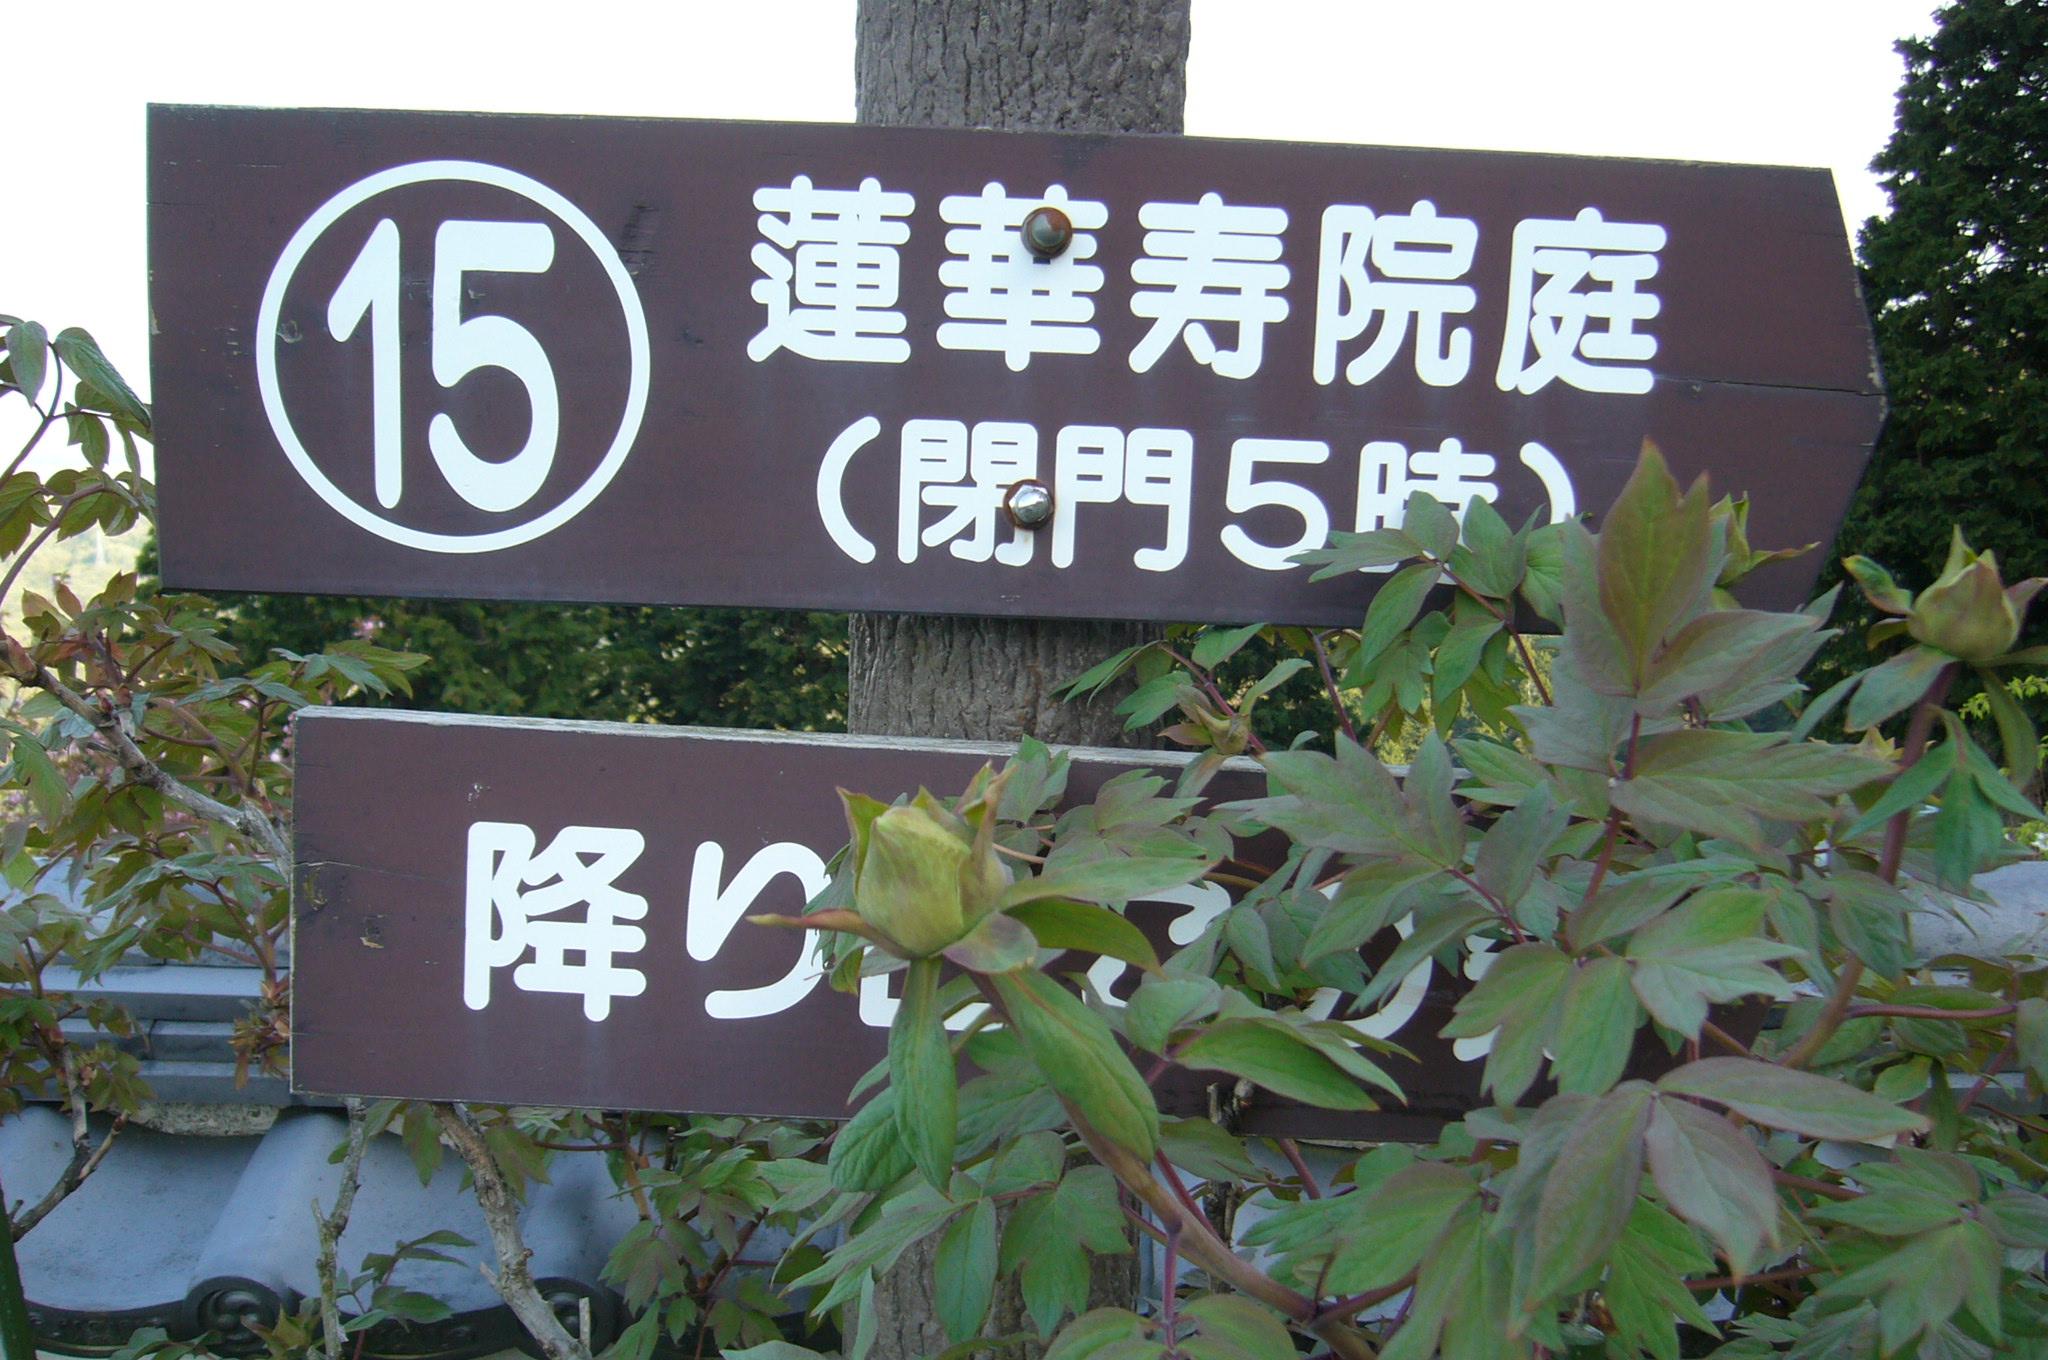 ⑮ 蓮華寿院庭
(閉門5時)
降り